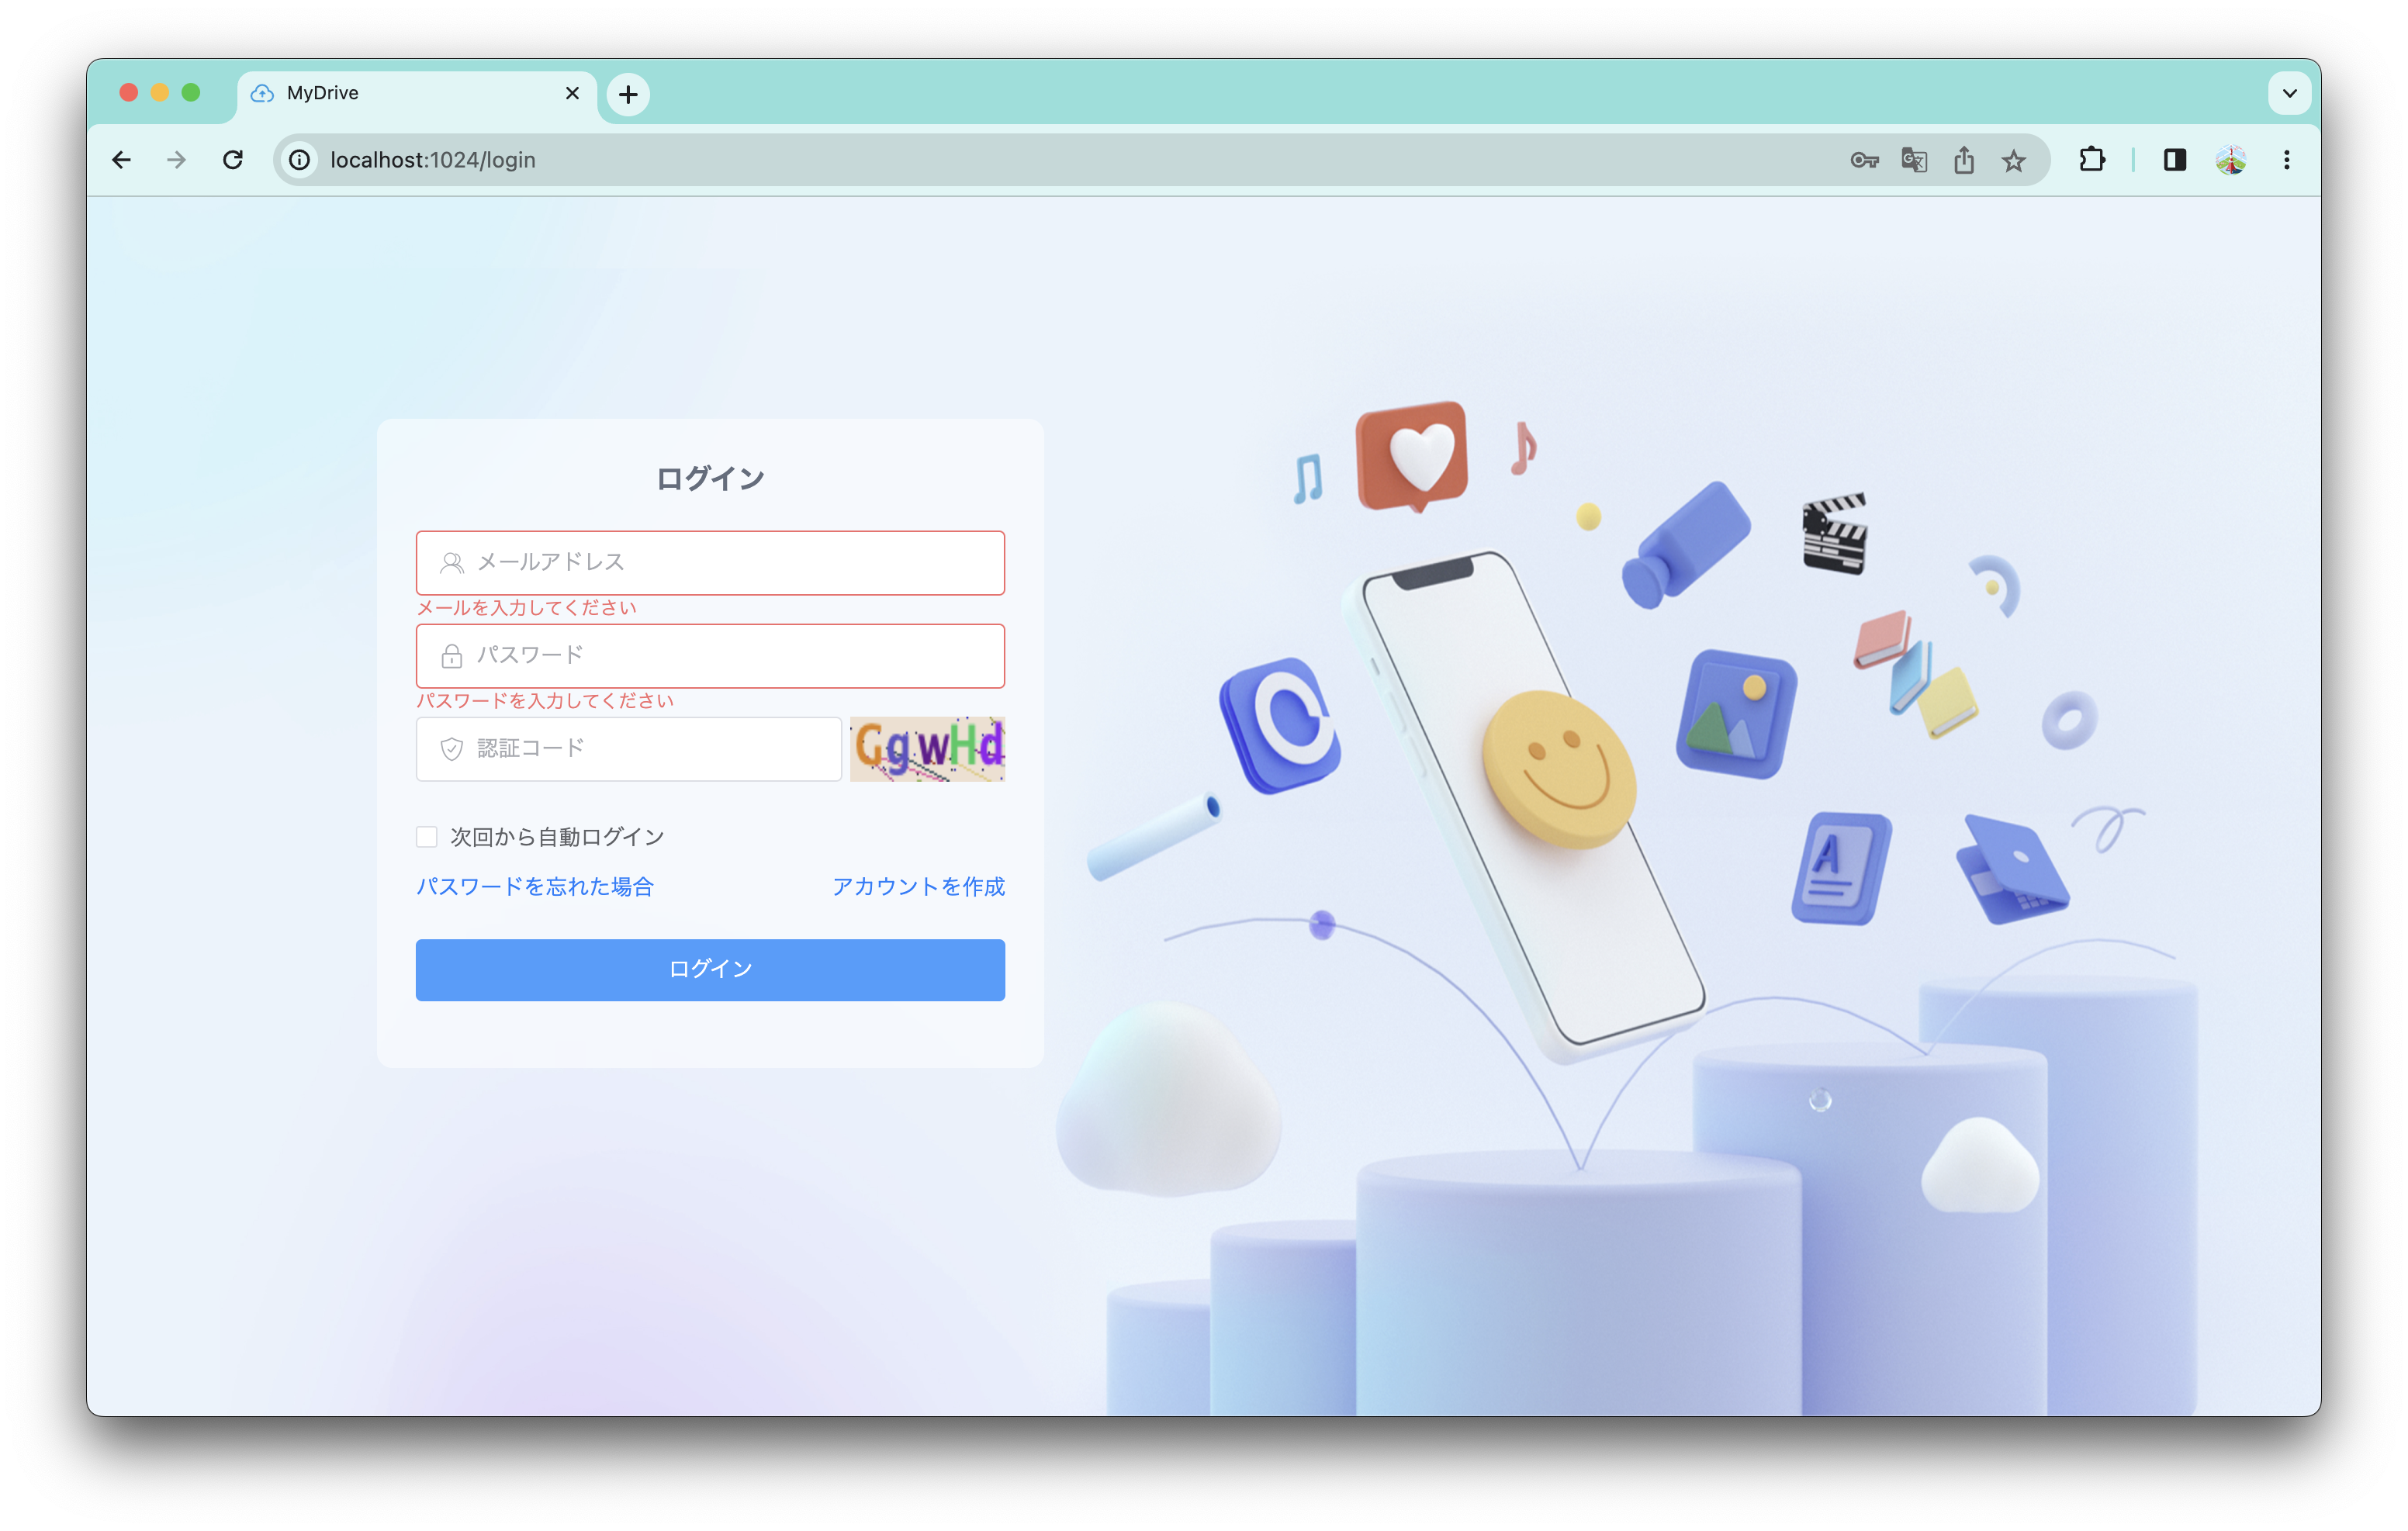 MyDrive
localhost:1024/login
ログイン
メールアドレス
メールを入力してください
パスワード
パスワードを入力してください
認証コード
GgwHd
次回から自動ログイン
パスワードを忘れた場合
アカウントを作成
ログイン
A